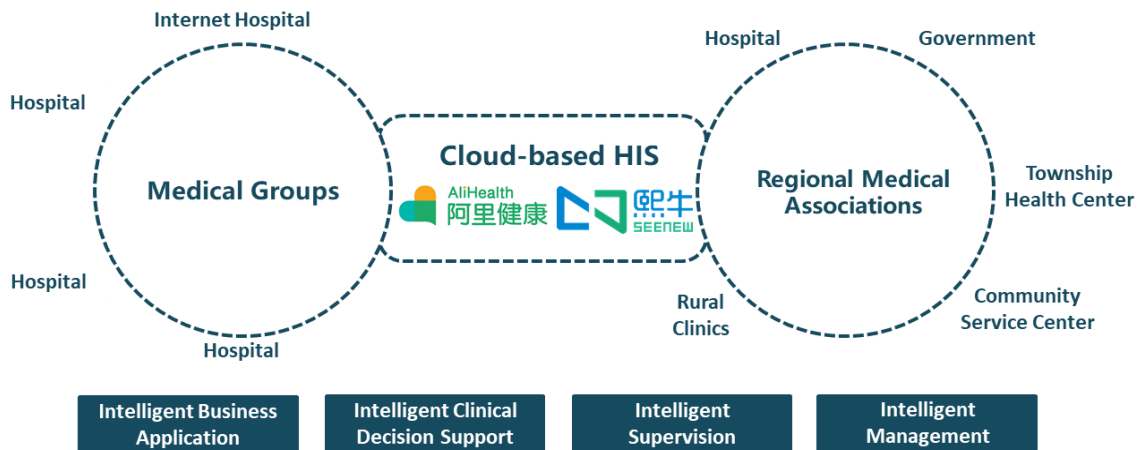 Internet Hospital
Hospital
Hospital
Hospital
Medical Groups
Cloud-based HIS
AliHealth
阿里健康
熙牛
SEENEW
Hospital
Government
Regional Medical
Associations
Township
Health Center
Rural
Clinics
Community
Service Center
Intelligent Business
Application
Intelligent Clinical
Decision Support
Intelligent
Supervision
Intelligent
Management